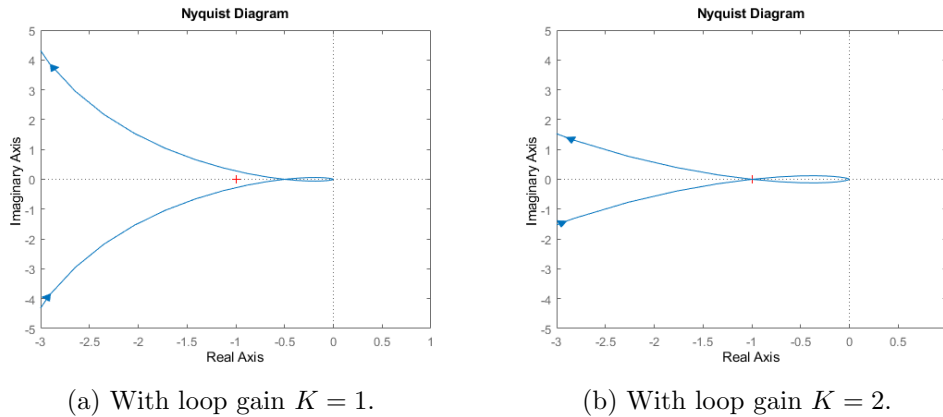 Nyquist Diagram
5
4
3
2
1
0
-1
-2
-3
-4
-5
Imaginary Axis
-3 -2.5 -2 -1.5 -1 -0.5 0 0.5 1
Real Axis
(a) With loop gain K = 1.
Nyquist Diagram
5
4
3
2
1
0
-1
-2
-3
-4
-5
Imaginary Axis
-3 -2.5 -2 -1.5 -1 -0.5 0 0.5
Real Axis
(b) With loop gain K = 2.